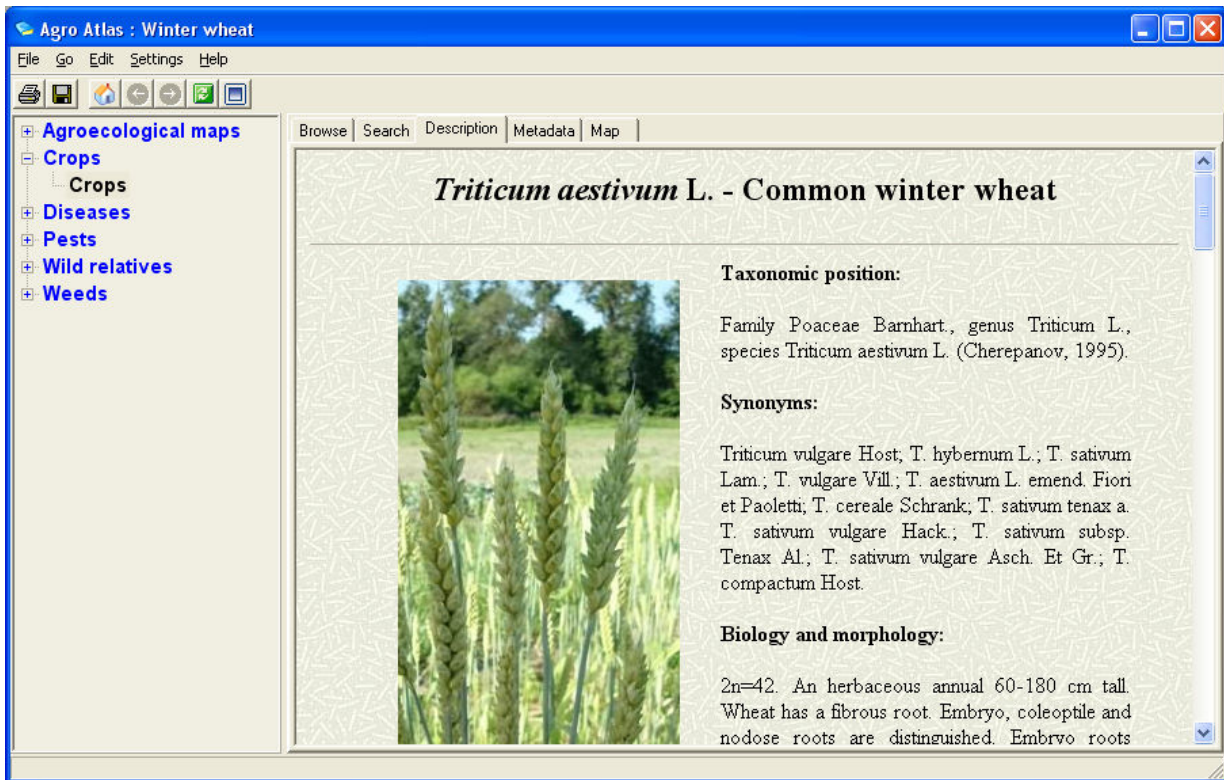 Agro Atlas : Winter wheat
File Go Edit Settings Help
Agroecological maps
Crops
Crops
Diseases
Pests
Wild relatives
Weeds
Browse Search Description Metadata Map
Triticum aestivum L. - Common winter wheat
Taxonomic position:
Family Poaceae Barnhart., genus Triticum L.,
species Triticum aestivum L. (Cherepanov, 1995).
Synonyms:
Triticum vulgare Host; T. hybernum L.; T. sativum
Lam.; T. vulgare Vill.; T. aestivum L. emend. Fiori
et Paoletti; T. cereale Schrank; T. sativum tenax a.
T. sativum vulgare Hack.; T. sativum subsp.
Tenax Al.; T. sativum vulgare Asch. Et Gr.; T.
compactum Host.
Biology and morphology:
2n=42. An herbaceous annual 60-180 cm tall.
Wheat has a fibrous root. Embryo, coleoptile and
nodose roots are distinguished. Embryo roots